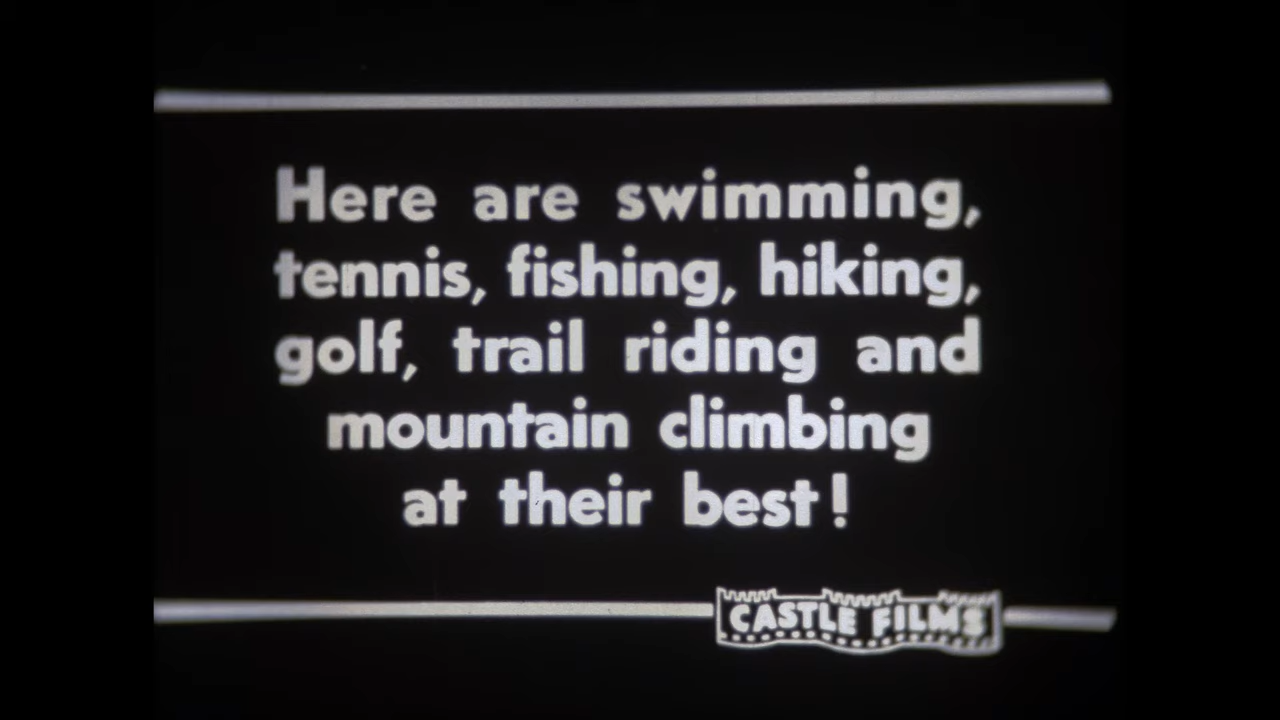 Here are swimming,
tennis, fishing, hiking,
golf, trail riding and
mountain climbing
at their best!
CASTLE FILMS